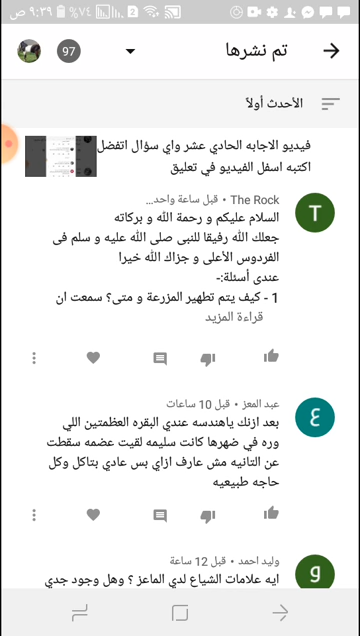 ص ٩:٣٩
٧٤%
تم نشرها
97
الأحدث أولاً
فيديو الاجابه الحادي عشر واي سؤال اتفضل
اكتبه اسفل الفيديو في تعليق
The Rock • قبل ساعة واحد...
السلام عليكم و رحمة الله و بركاته
جعلك الله رفيقا للنبى صلى الله عليه و سلم فى
الفردوس الأعلى و جزاك الله خيرا
عندى أسئلة:-
1 - كيف يتم تطهير المزرعة و متى؟ سمعت ان
قراءة المزيد
T
عبد المعز • قبل 10 ساعات
بعد ازنك ياهندسه عندي البقره العظمتين اللي
وره في ضهرها كانت سليمه لقيت عضمه سقطت
عن التانيه مش عارف ازاي بس عادي بتاكل وكل
حاجه طبيعيه
ع
وليد احمد • قبل 12 ساعة
ايه علامات الشياع لدي الماعز ؟ وهل وجود جدي
و